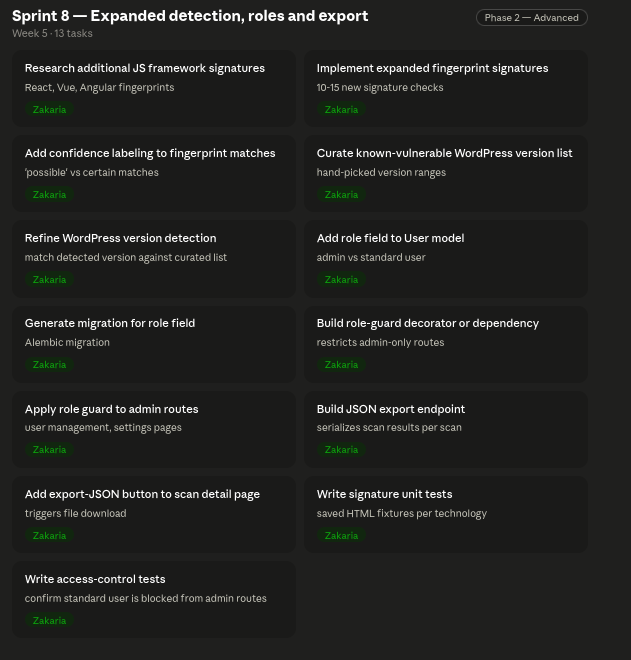 Sprint 8 — Expanded detection, roles and export
Phase 2 — Advanced
Week 5 · 13 tasks
Research additional JS framework signatures
React, Vue, Angular fingerprints
Zakaria
Implement expanded fingerprint signatures
10-15 new signature checks
Zakaria
Add confidence labeling to fingerprint matches
'possible' vs certain matches
Zakaria
Curate known-vulnerable WordPress version list
hand-picked version ranges
Zakaria
Refine WordPress version detection
match detected version against curated list
Zakaria
Add role field to User model
admin vs standard user
Zakaria
Generate migration for role field
Alembic migration
Zakaria
Build role-guard decorator or dependency
restricts admin-only routes
Zakaria
Apply role guard to admin routes
user management, settings pages
Zakaria
Build JSON export endpoint
serializes scan results per scan
Zakaria
Add export-JSON button to scan detail page
triggers file download
Zakaria
Write signature unit tests
saved HTML fixtures per technology
Zakaria
Write access-control tests
confirm standard user is blocked from admin routes
Zakaria